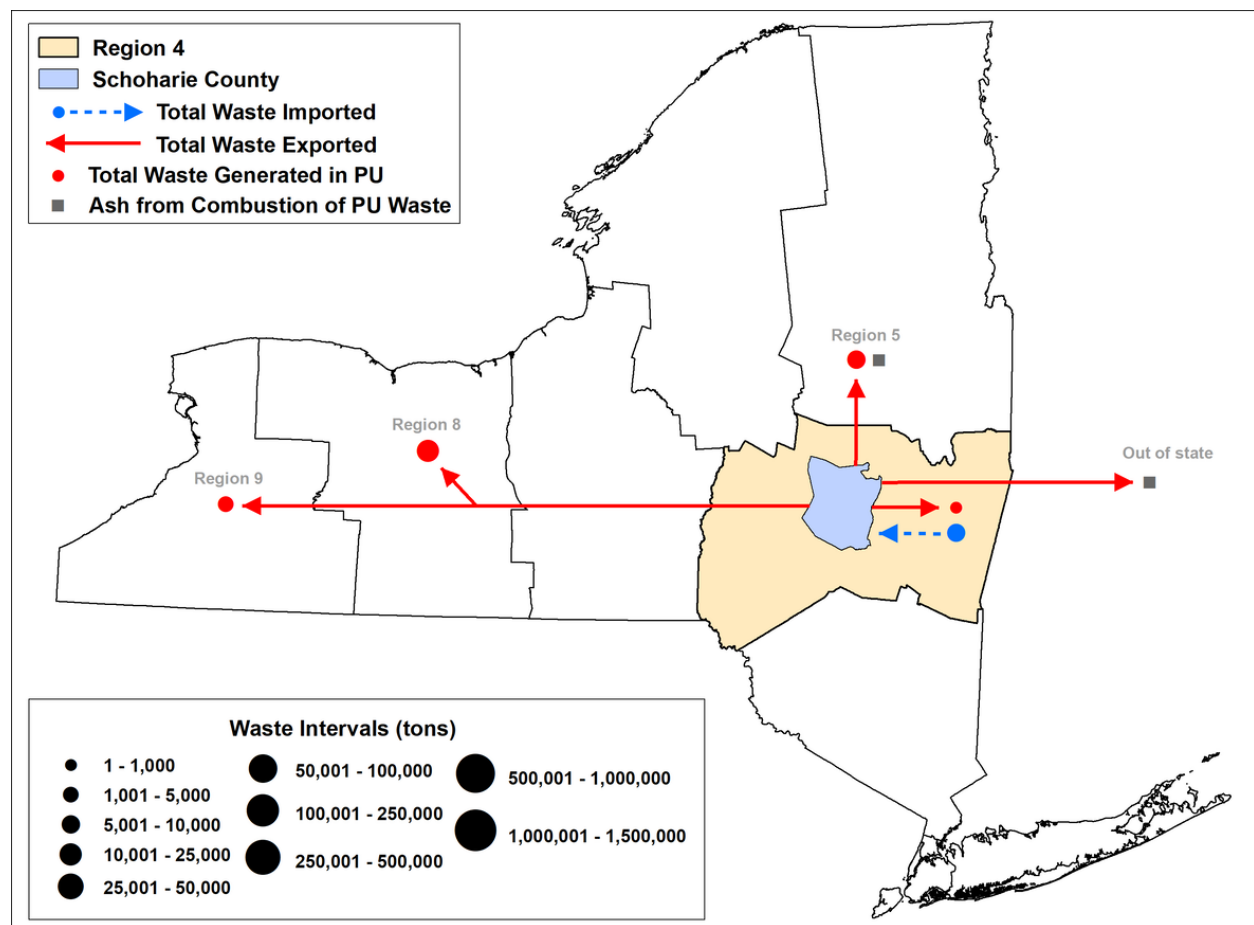 Region 4
Schoharie County
Total Waste Imported
Total Waste Exported
Total Waste Generated in PU
Ash from Combustion of PU Waste
Region 5
Region 8
Out of state
Region 9
Waste Intervals (tons)
1 - 1,000
1,001 - 5,000
5,001 - 10,000
10,001 - 25,000
25,001 - 50,000
50,001 - 100,000
100,001 - 250,000
250,001 - 500,000
500,001 - 1,000,000
1,000,001 - 1,500,000